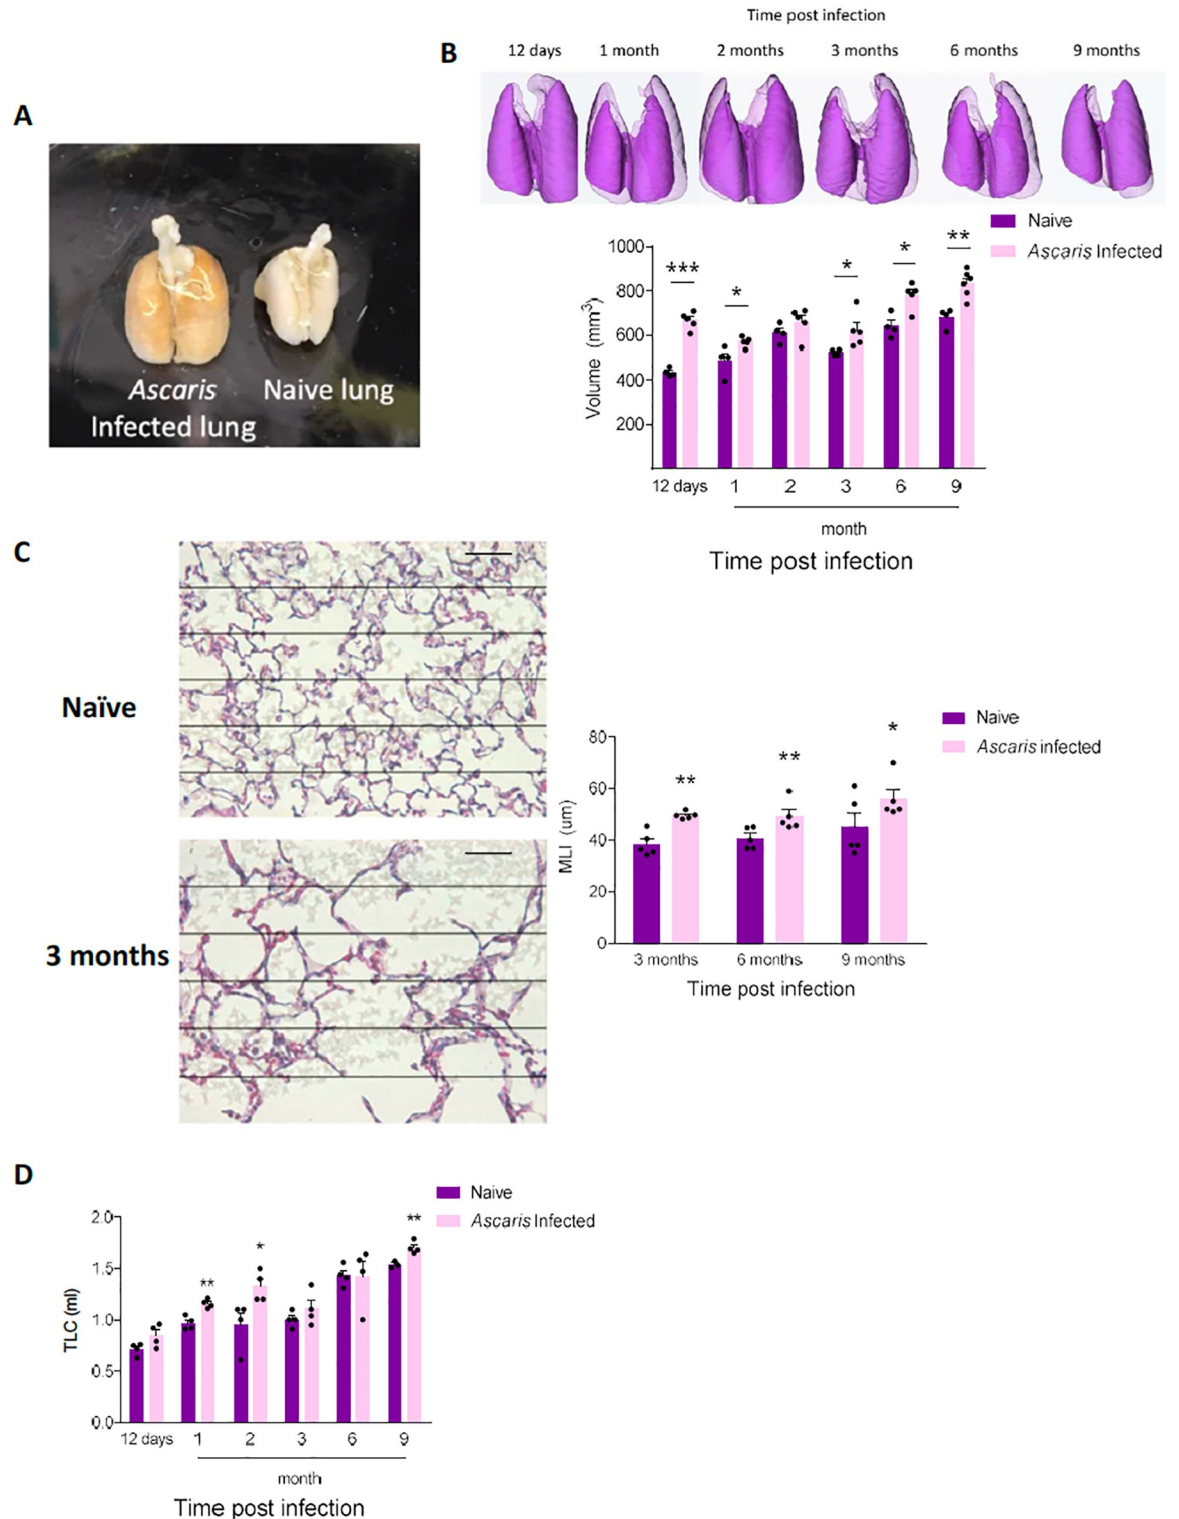 A
Ascaris
Infected lung
Naive lung
B
Time post infection
12 days 1 month 2 months 3 months 6 months 9 months
Naive
Ascaris Infected
Volume (mm³)
1000
800
600
400
200
*** * * * **
12 days 1 2 3 6 9
month
Time post infection
C
Naïve
3 months
Naive
Ascaris infected
MLI (um)
80
60
40
20
0
** ** *
3 months 6 months 9 months
Time post infection
D
Naive
Ascaris Infected
TLC (ml)
2.0
1.5
1.0
0.5
0.0
** * **
12 days 1 2 3 6 9
month
Time post infection